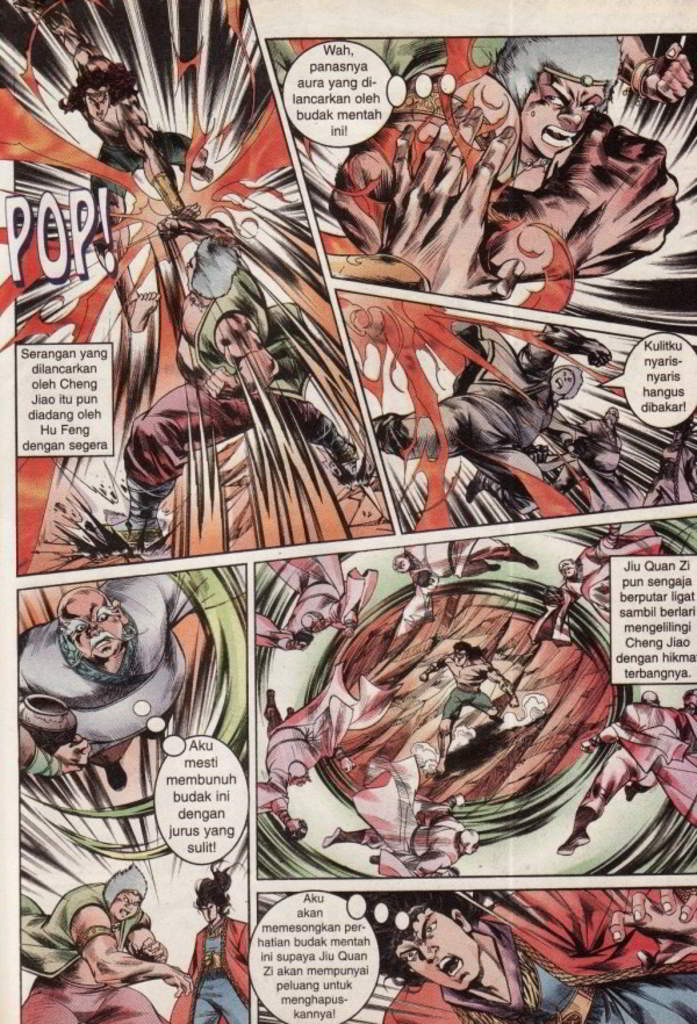 POP!
Serangan yang
dilancarkan
oleh Cheng
Jiao itu pun
diadang oleh
Hu Feng
dengan segera
Wah,
panasnya
aura yang di-
lancarkan oleh
budak mentah
ini!
Kulitku
nyaris-
nyaris
hangus
dibakar!
Aku
mesti
membunuh
budak ini
dengan
jurus yang
sulit!
Jiu Quan Zi
pun sengaja
berputar ligat
sambil berlari
mengelilingi
Cheng Jiao
dengan hikmat
terbangnya.
Aku
akan
memesongkan per-
hatian budak mentah
ini supaya Jiu Quan
Zi akan mempunyai
peluang untuk
menghapus-
kannya!